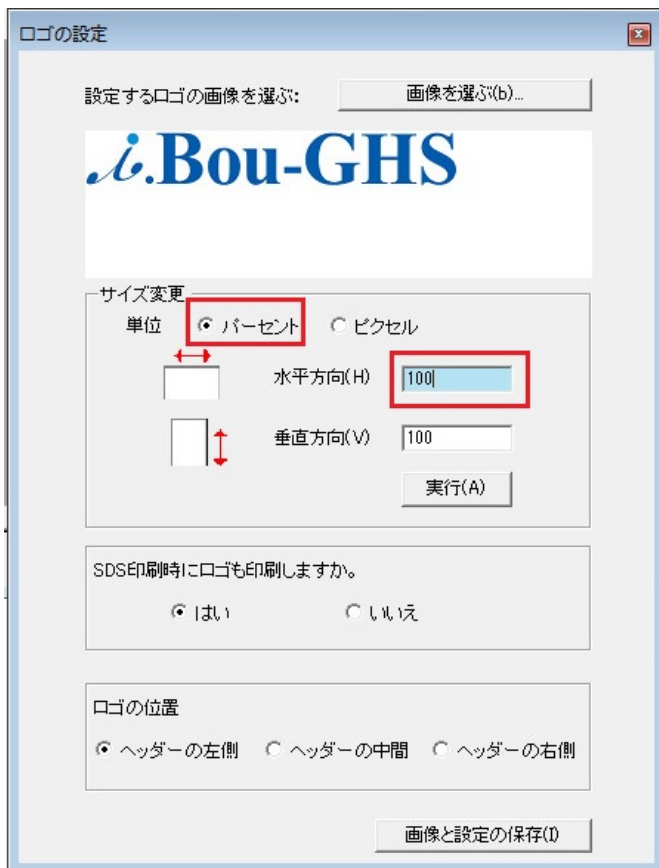 ロゴの設定
設定するロゴの画像を選ぶ: 画像を選ぶ(b)...
i.Bou-GHS
サイズ変更
単位 パーセント ピクセル
水平方向(H) 100
垂直方向(V) 100
実行(A)
SDS印刷時にロゴも印刷しますか。
はい いいえ
ロゴの位置
ヘッダーの左側 ヘッダーの中間 ヘッダーの右側
画像と設定の保存(I)